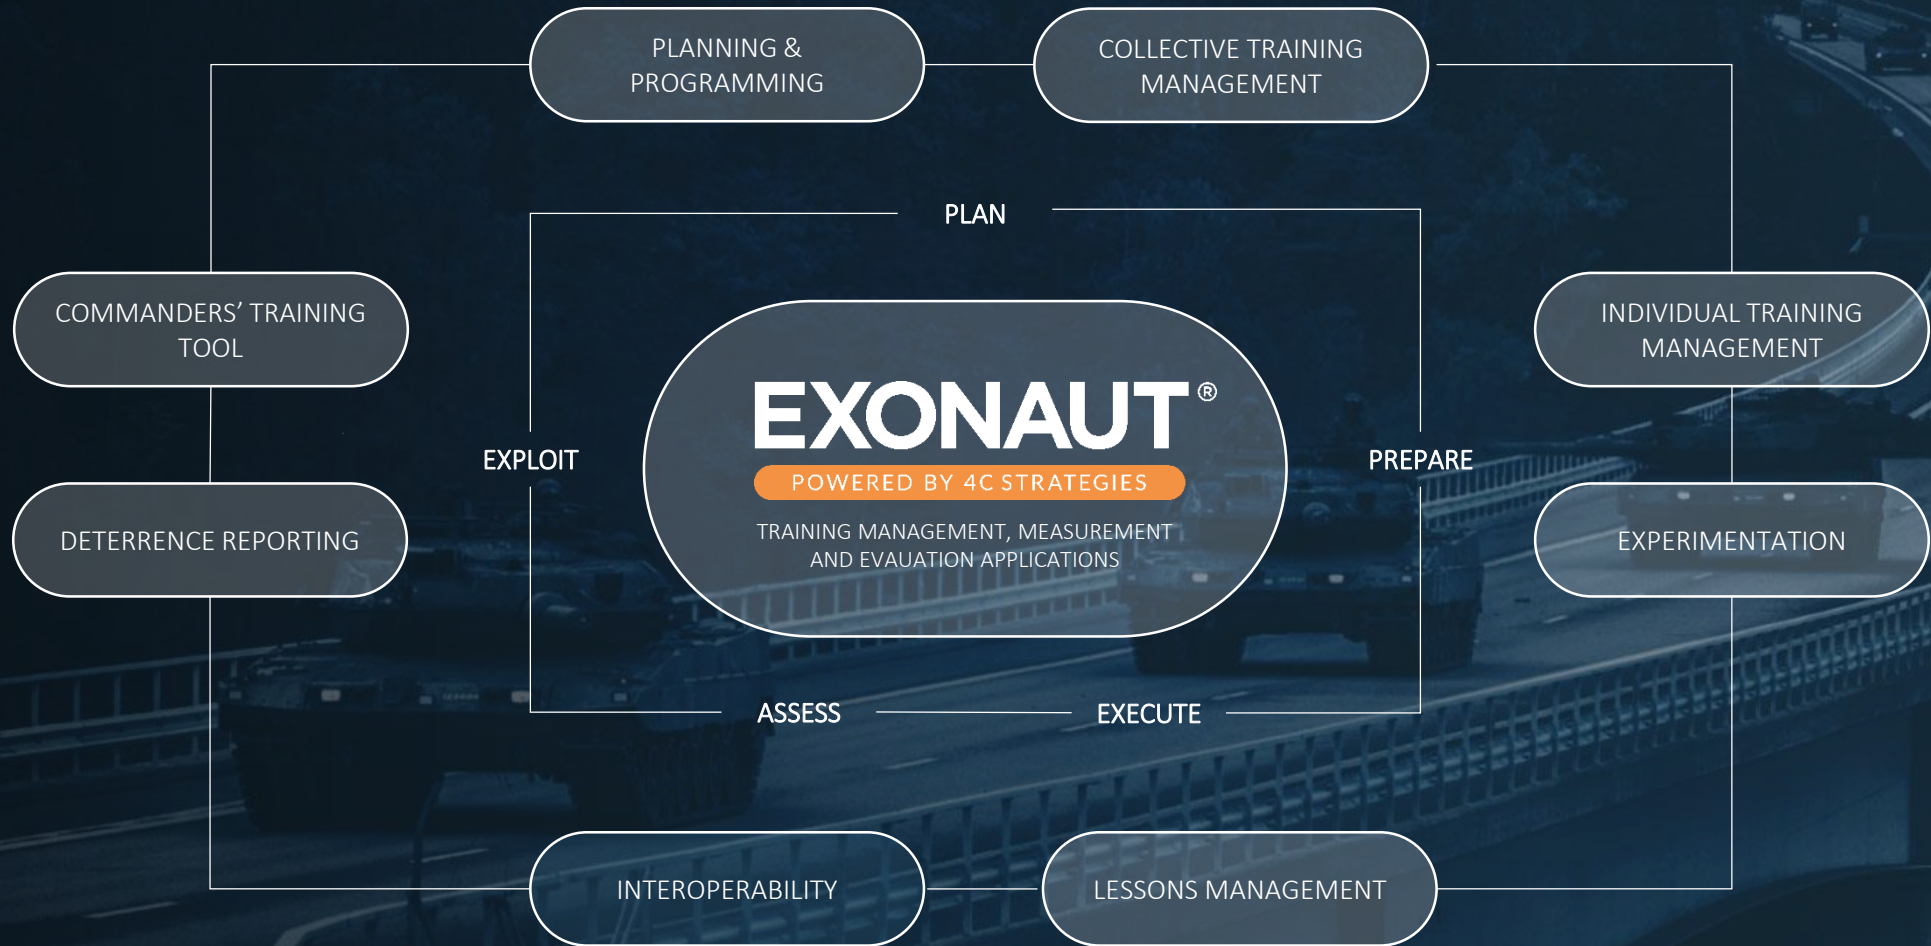 PLANNING &
PROGRAMMING
COLLECTIVE TRAINING
MANAGEMENT
PLAN
COMMANDERS’ TRAINING
TOOL
INDIVIDUAL TRAINING
MANAGEMENT
EXONAUT®
POWERED BY 4C STRATEGIES
TRAINING MANAGEMENT, MEASUREMENT
AND EVAUATION APPLICATIONS
EXPLOIT
PREPARE
DETERRENCE REPORTING
EXPERIMENTATION
ASSESS
EXECUTE
INTEROPERABILITY
LESSONS MANAGEMENT